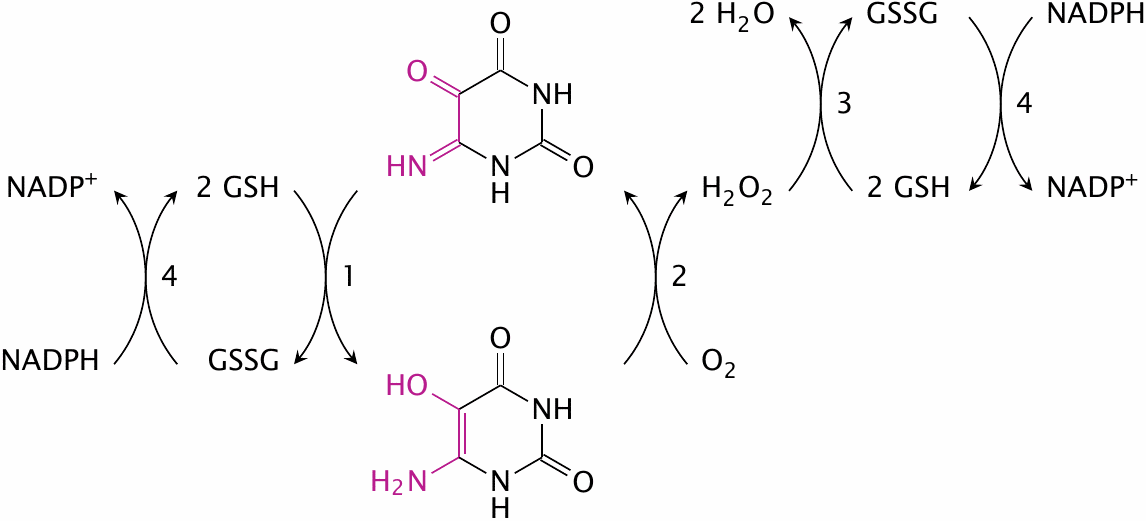 2 H₂O GSSG NADPH
O
O
NH
3 4
HN N O
H
NADP⁺ 2 GSH H₂O₂ 2 GSH NADP⁺
4 1 2
NADPH GSSG O₂
O
HO
NH
H₂N N O
H